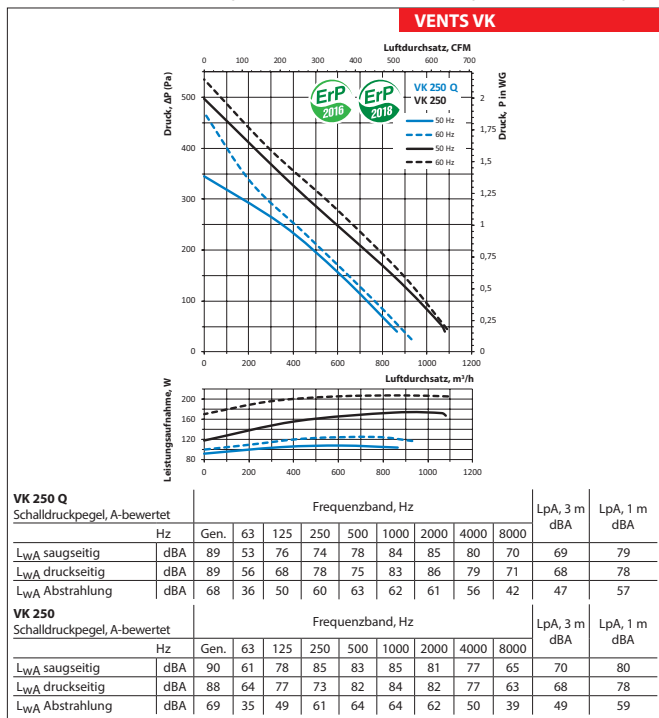 VENTS VK
Luftdurchsatz, CFM
0 100 200 300 400 500 600 700
Druck, ΔP (Pa)
500
400
300
200
100
0
ErP
2016
ErP
2018
VK 250 Q
VK 250
50 Hz
60 Hz
50 Hz
60 Hz
Druck, P in WG
2
1,75
1,5
1,25
1
0,75
0,5
0,25
0
0 200 400 600 800 1000 1200
Luftdurchsatz, m³/h
Leistungsaufnahme, W
200
160
120
80
0 200 400 600 800 1000 1200
VK 250 Q
Schalldruckpegel, A-bewertet Frequenzband, Hz LpA, 3 m dBA LpA, 1 m dBA
Hz Gen. 63 125 250 500 1000 2000 4000 8000
LwA saugseitig dBA 89 53 76 74 78 84 85 80 70 69 79
LwA druckseitig dBA 89 56 68 78 75 83 86 79 71 68 78
LwA Abstrahlung dBA 68 36 50 60 63 62 61 56 42 47 57
VK 250
Schalldruckpegel, A-bewertet Frequenzband, Hz LpA, 3 m dBA LpA, 1 m dBA
Hz Gen. 63 125 250 500 1000 2000 4000 8000
LwA saugseitig dBA 90 61 78 85 83 85 81 77 65 70 80
LwA druckseitig dBA 88 64 77 73 82 84 82 77 63 68 78
LwA Abstrahlung dBA 69 35 49 61 64 64 62 50 39 49 59